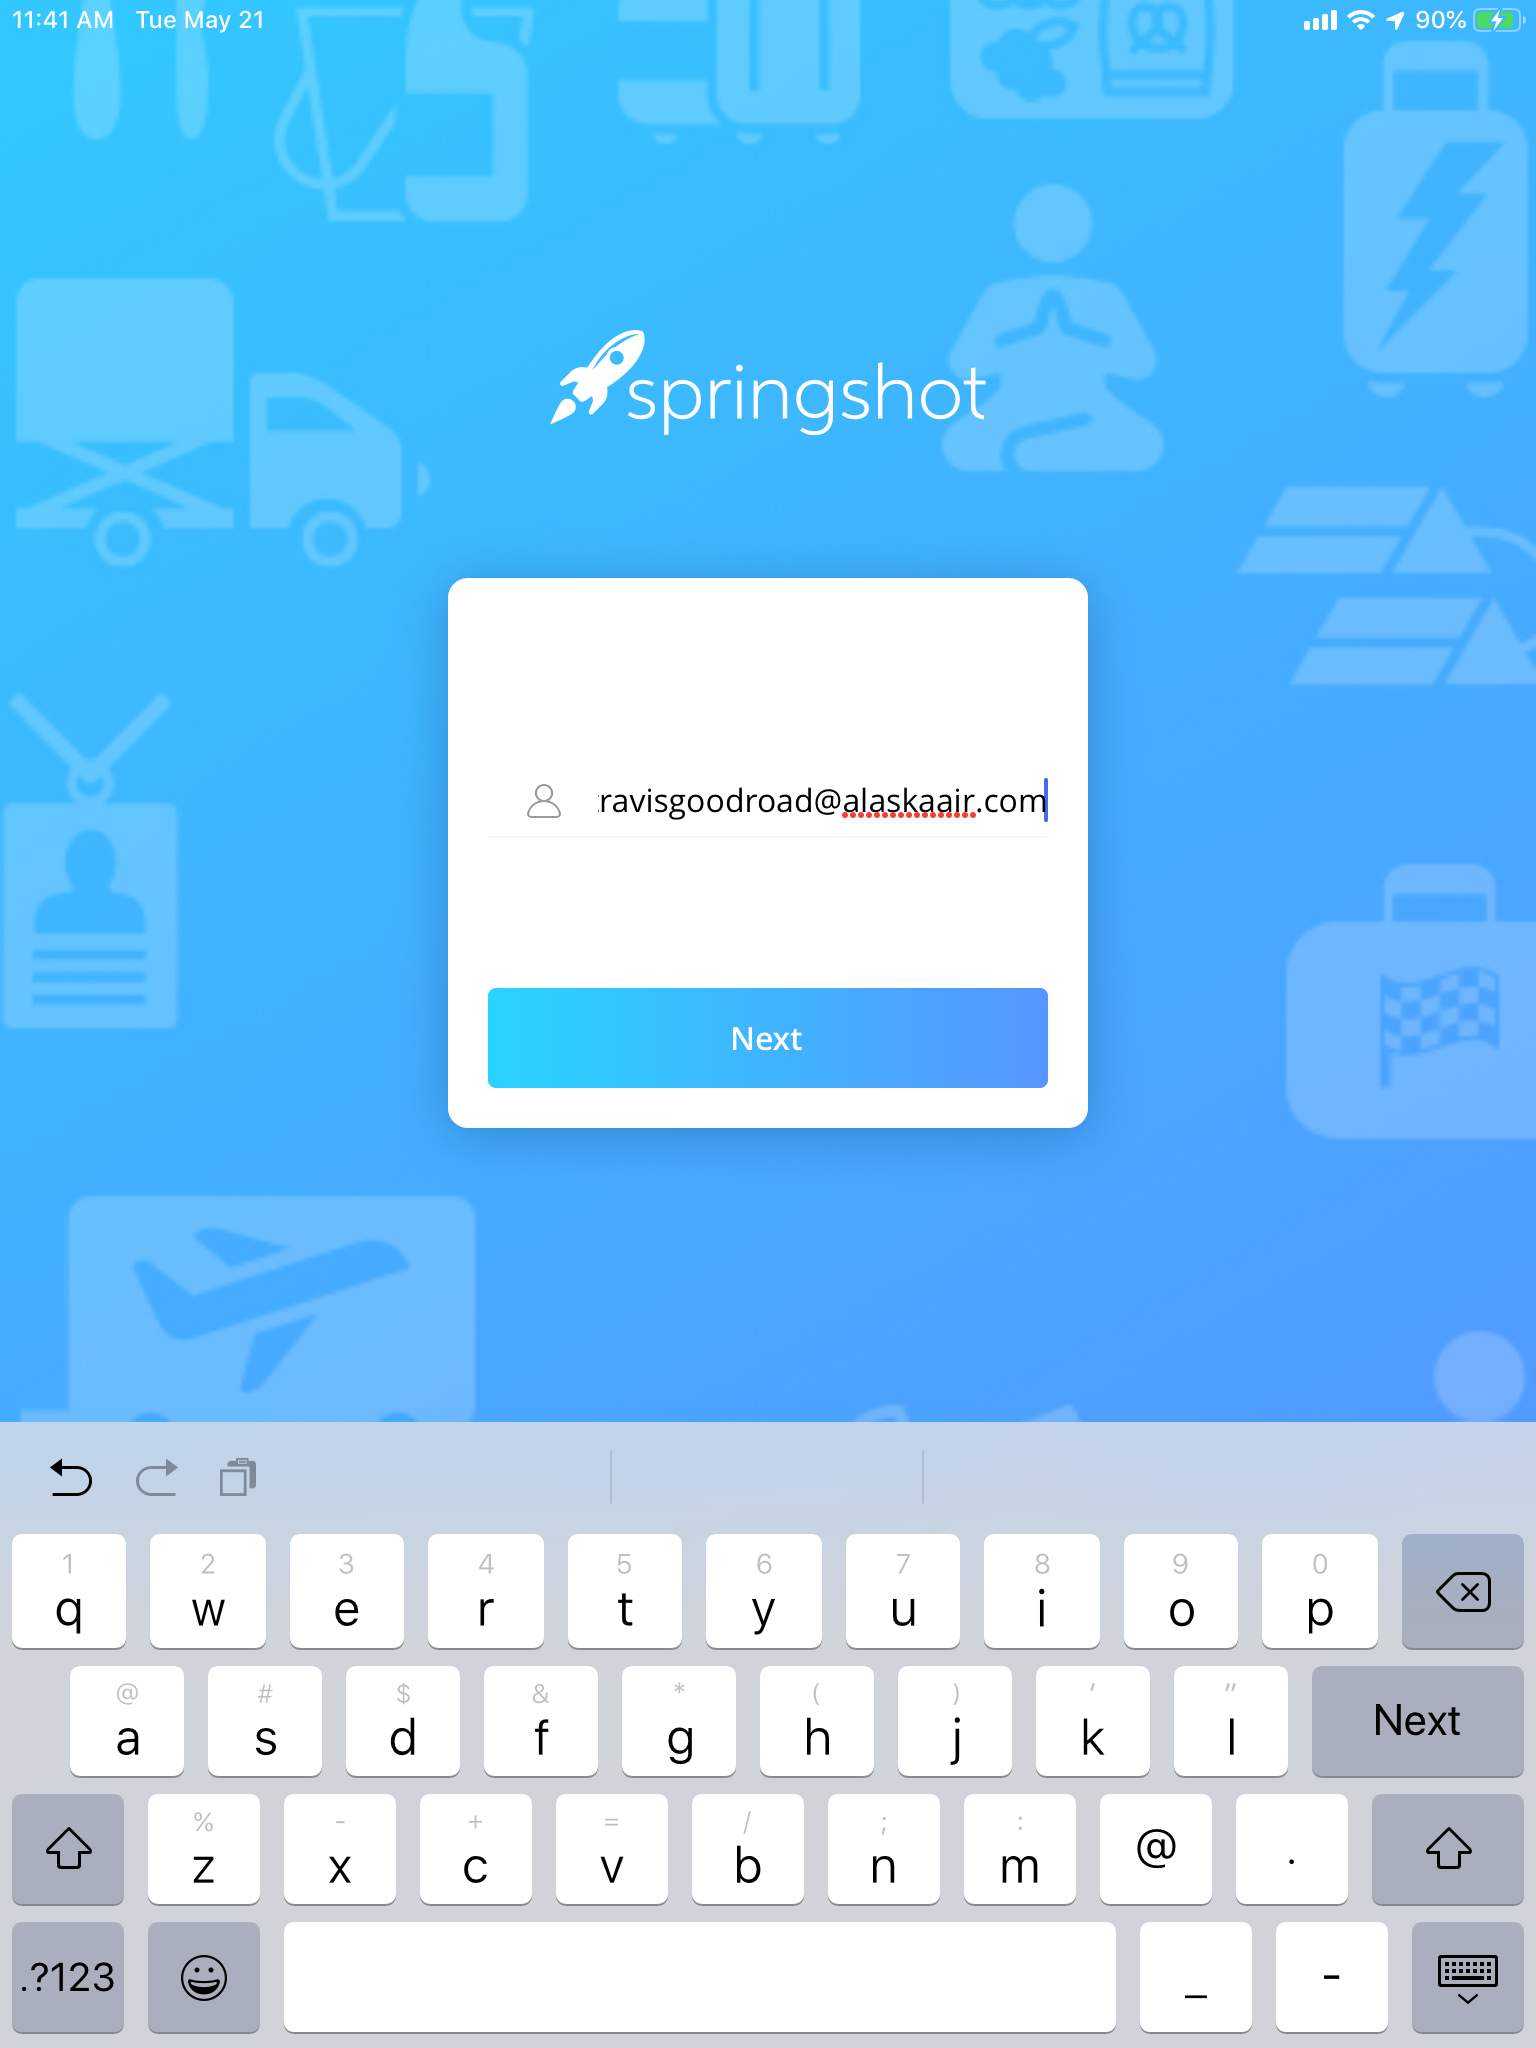 11:41 AM Tue May 21 90%
springshot
travisgoodroad@alaskaair.com
Next
1 2 3 4 5 6 7 8 9 0
q w e r t y u i o p
@ # $ & * ( ) ' "
a s d f g h j k l Next
% - + = / ; :
z x c v b n m @ .
.?123 _ -